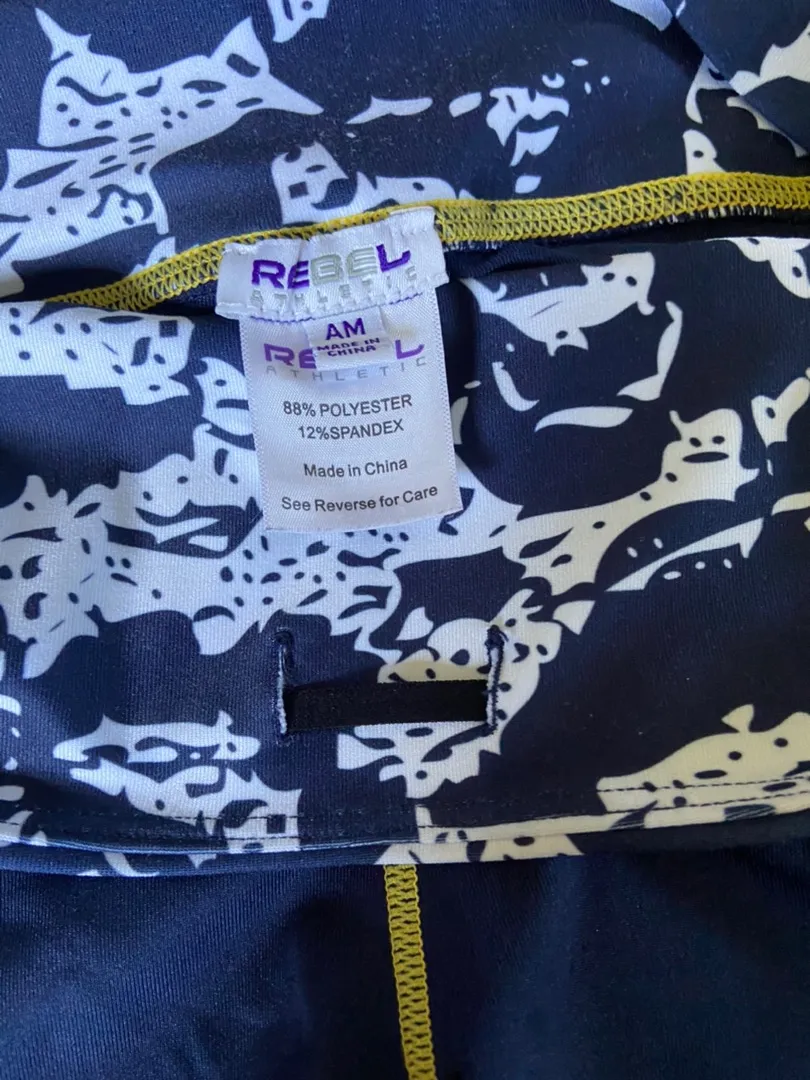 REBEL
ATHLETIC
AM
MADE IN
CHINA
REBEL
ATHLETIC
88% POLYESTER
12%SPANDEX
Made in China
See Reverse for Care